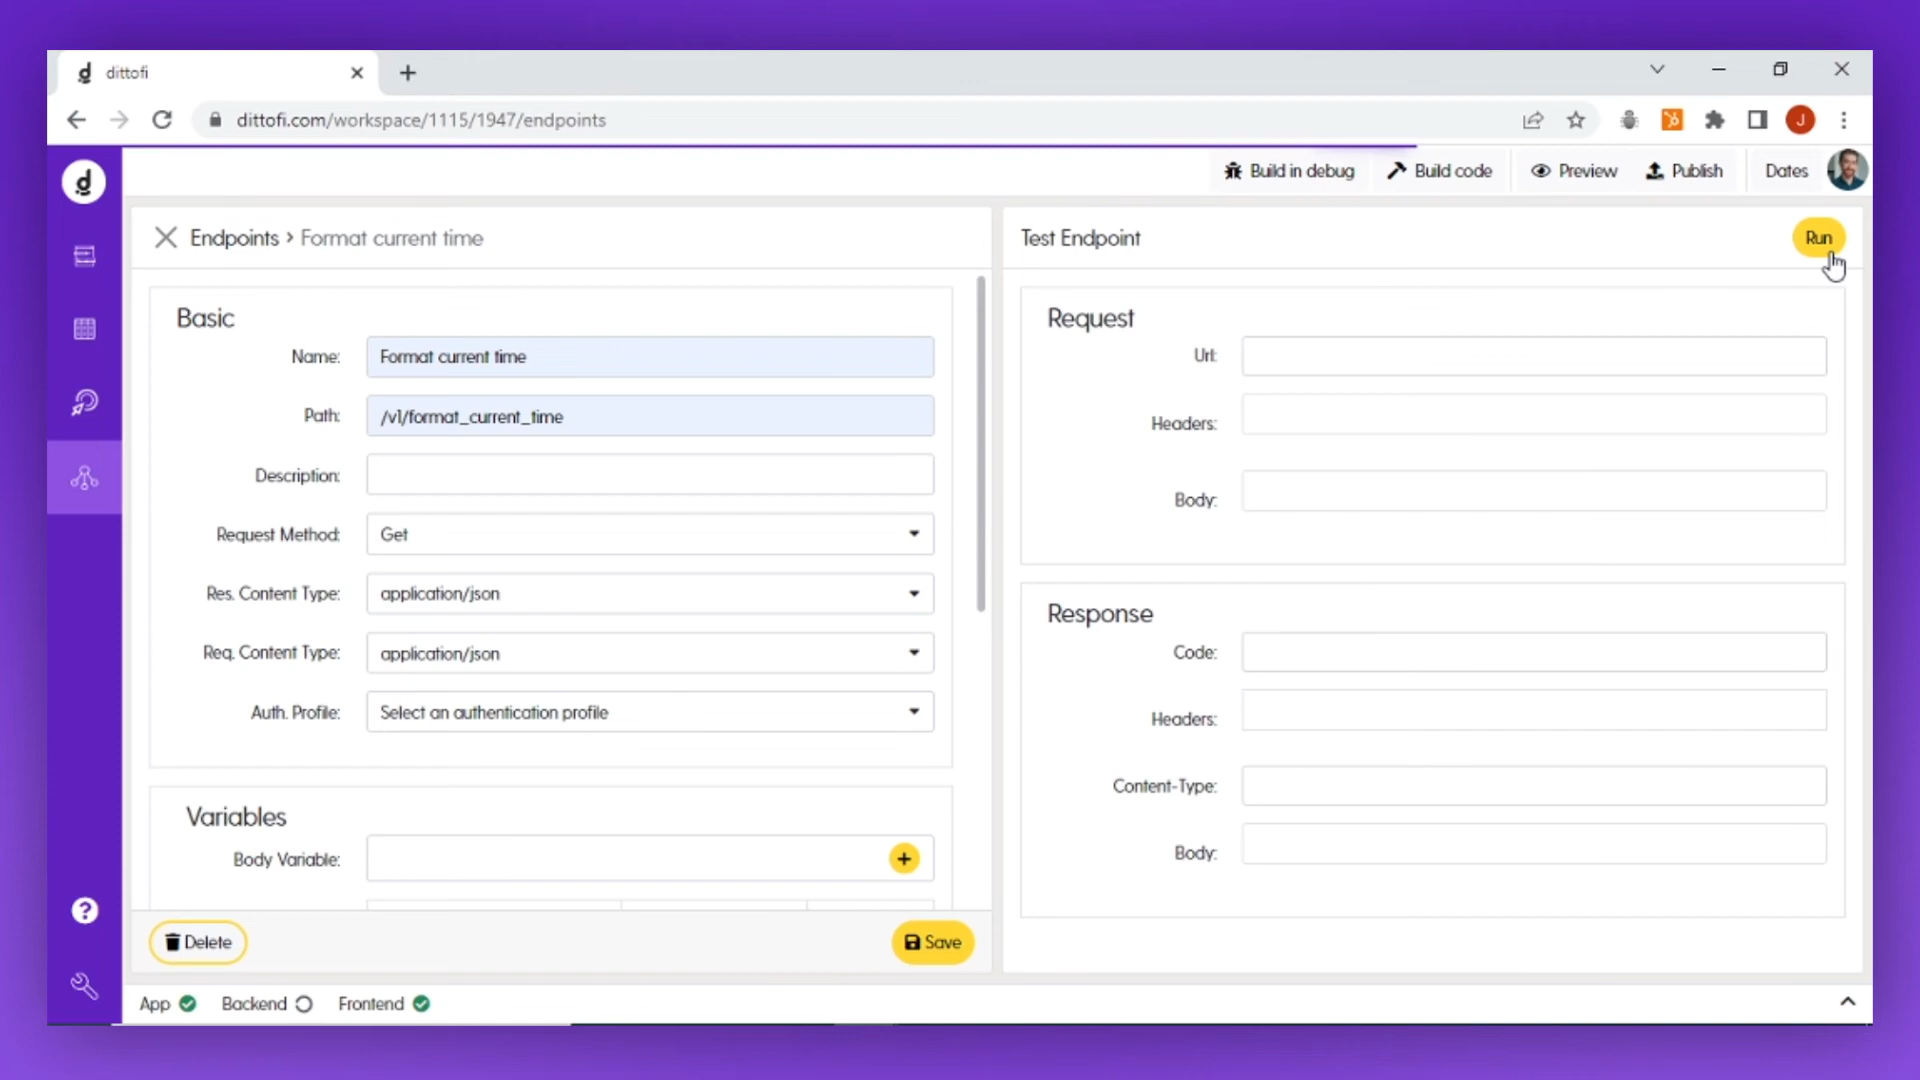 dittofi
dittofi.com/workspace/1115/1947/endpoints
J
Build in debug
Build code
Preview
Publish
Dates
d
Endpoints > Format current time
Basic
Name: Format current time
Path: /v1/format_current_time
Description:
Request Method: Get
Res. Content Type: application/json
Req. Content Type: application/json
Auth. Profile: Select an authentication profile
Variables
Body Variable:
Delete
Save
Test Endpoint
Run
Request
Url:
Headers:
Body:
Response
Code:
Headers:
Content-Type:
Body:
App
Backend
Frontend